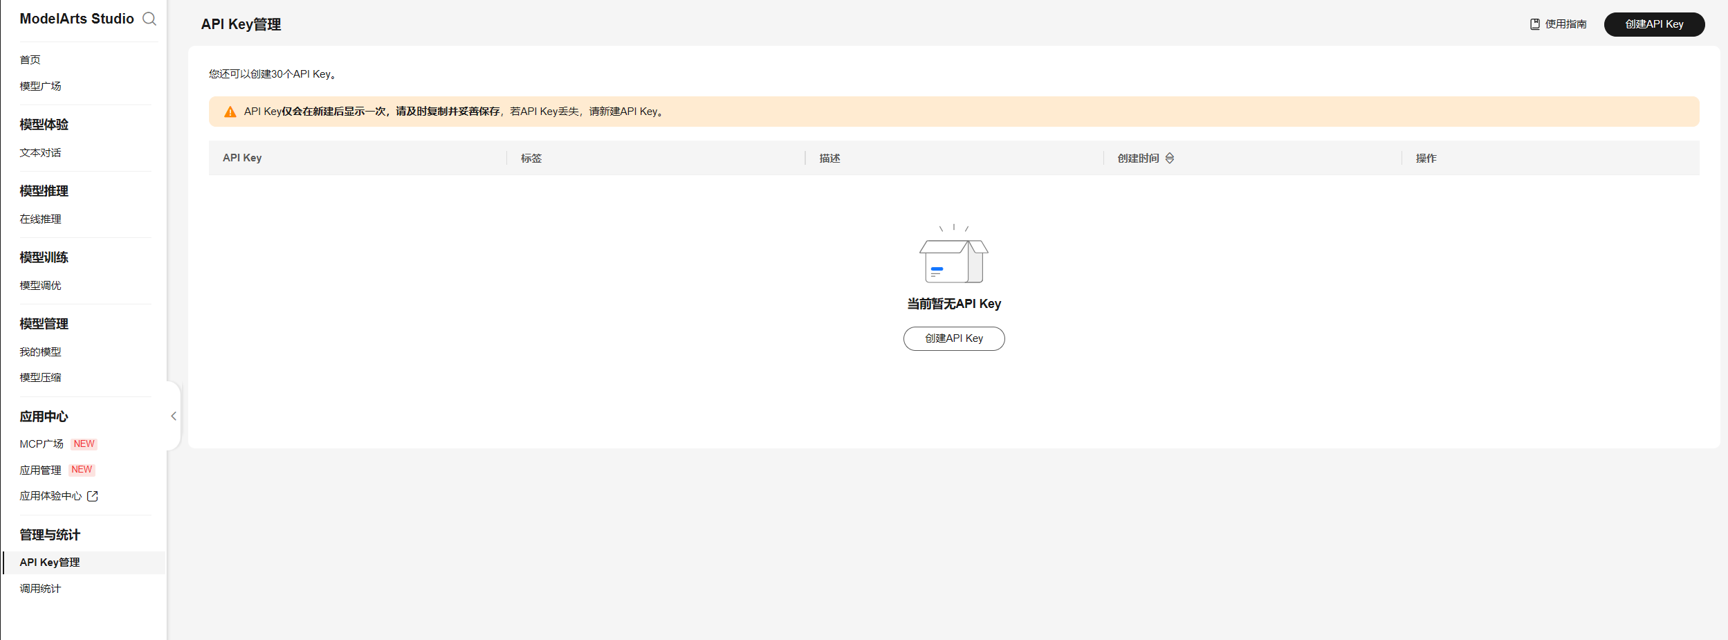 ModelArts Studio
首页
模型广场
模型体验
文本对话
模型推理
在线推理
模型训练
模型调优
模型管理
我的模型
模型压缩
应用中心
MCP广场 NEW
应用管理 NEW
应用体验中心
管理与统计
API Key管理
调用统计
API Key管理
使用指南
创建API Key
您还可以创建30个API Key。
API Key仅会在新建后显示一次，请及时复制并妥善保存，若API Key丢失，请新建API Key。
API Key 标签 描述 创建时间 操作
当前暂无API Key
创建API Key